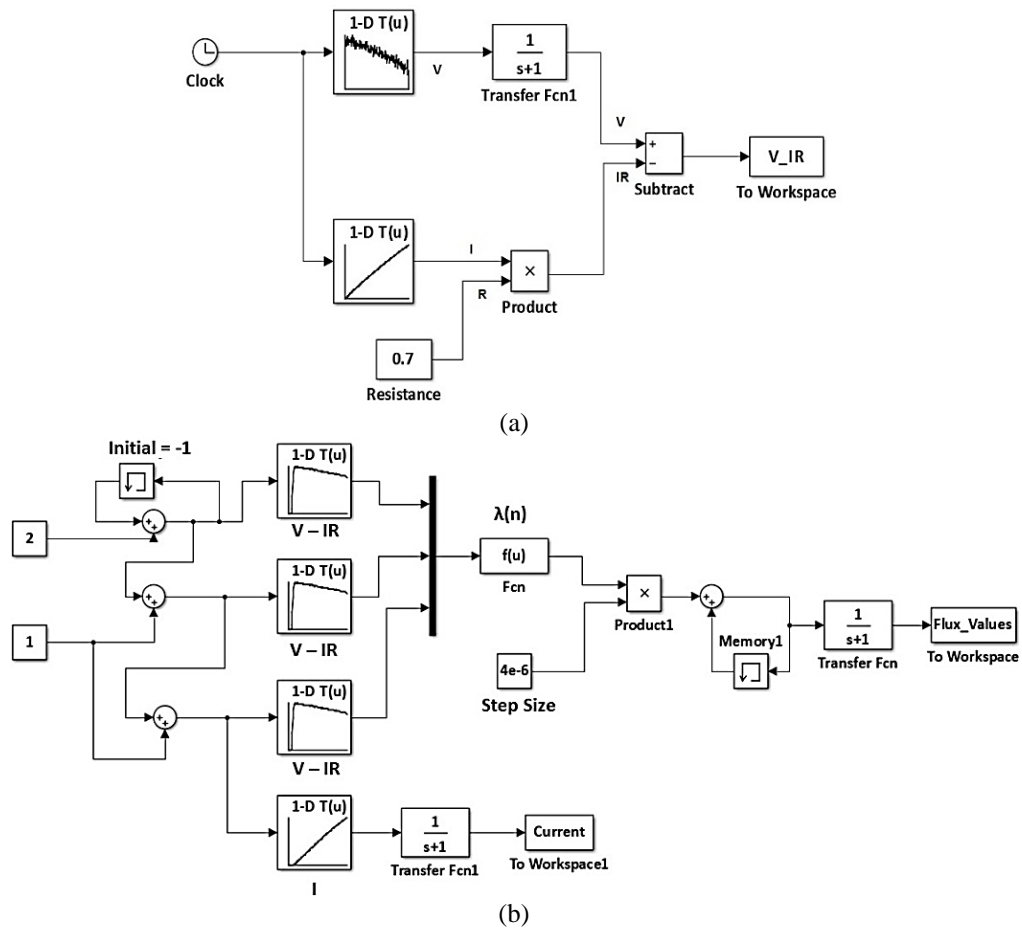 1-D T(u)
Clock
V
1
s+1
Transfer Fcn1
V
+
−
IR
Subtract
V_IR
To Workspace
1-D T(u)
I
R
×
Product
0.7
Resistance
(a)
Initial = -1
2
1
1-D T(u)
V – IR
1-D T(u)
V – IR
1-D T(u)
V – IR
1-D T(u)
I
λ(n)
f(u)
Fcn
4e-6
Step Size
×
Product1
Memory1
1
s+1
Transfer Fcn
Flux_Values
To Workspace
1
s+1
Transfer Fcn1
Current
To Workspace1
+
+
+
+
+
+
+
+
(b)